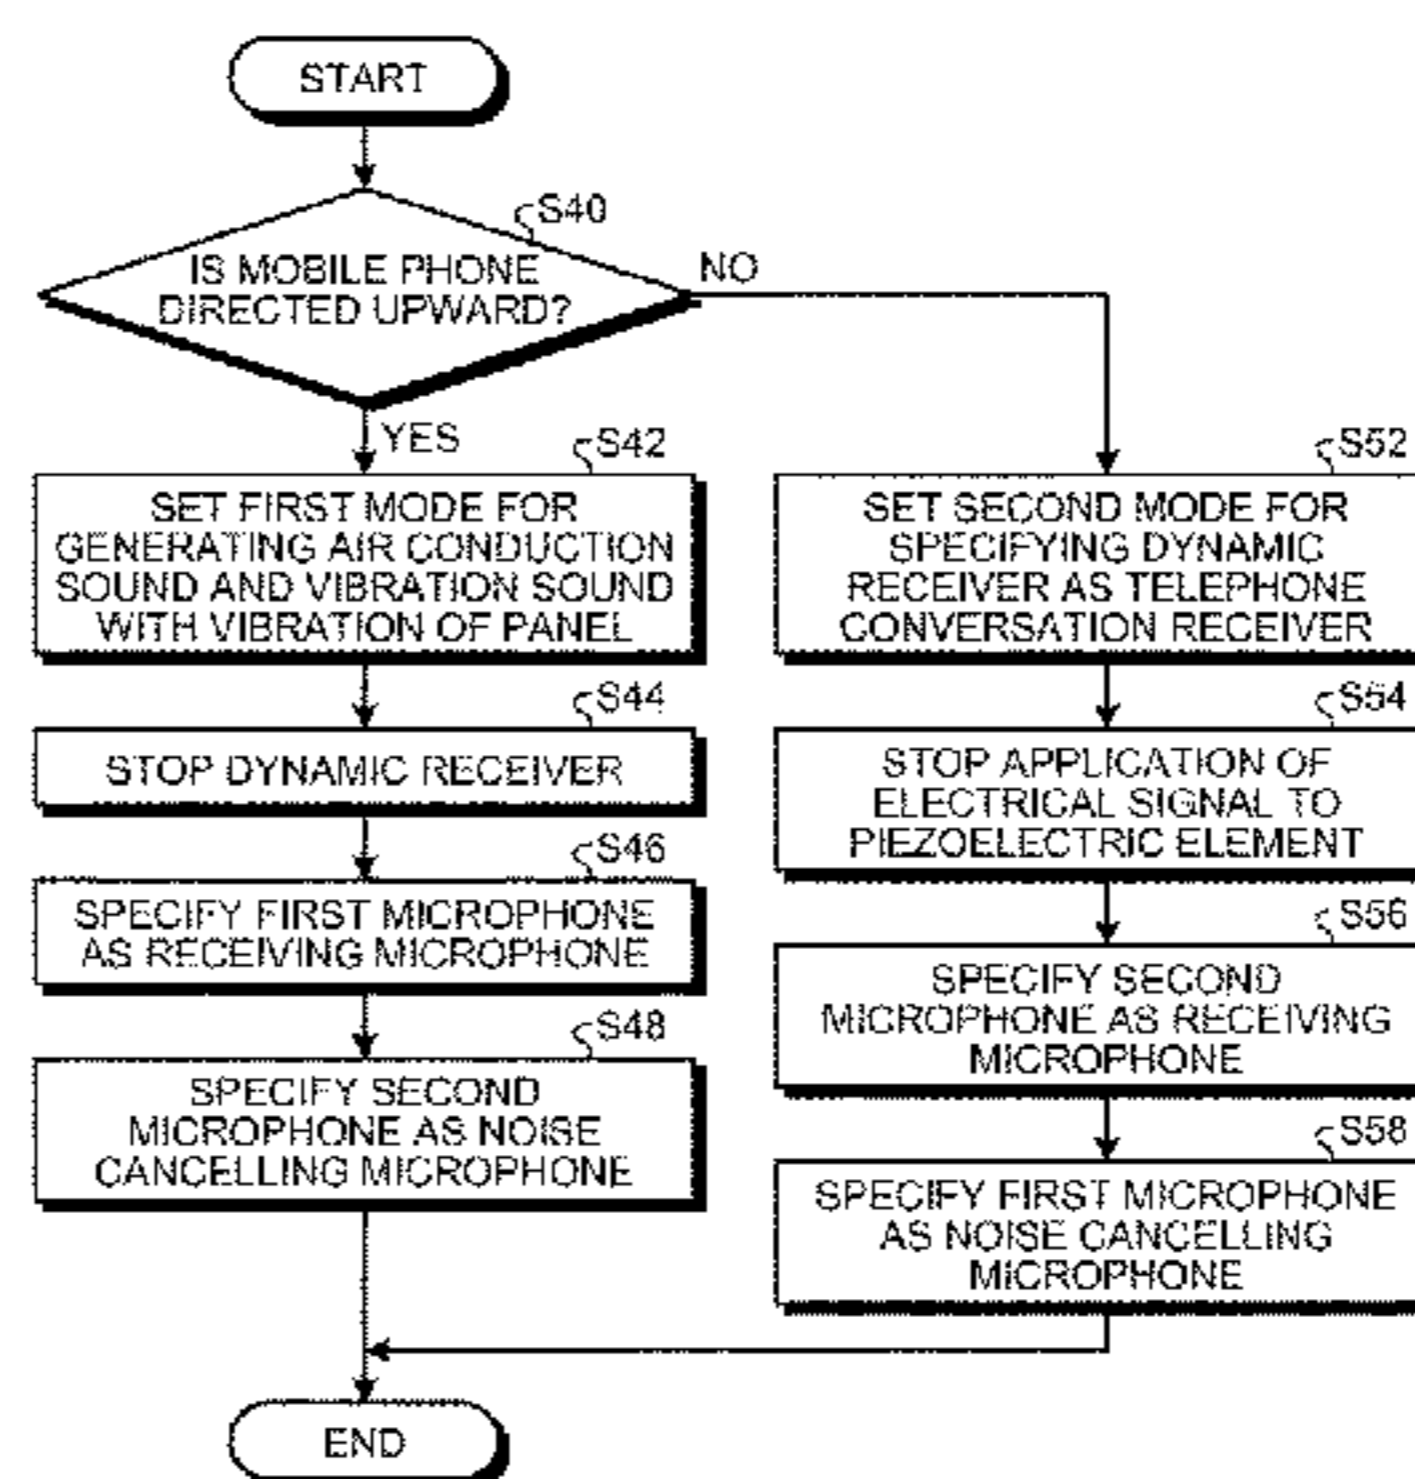 START
S40
IS MOBILE PHONE
DIRECTED UPWARD?
NO
YES
S42
SET FIRST MODE FOR
GENERATING AIR CONDUCTION
SOUND AND VIBRATION SOUND
WITH VIBRATION OF PANEL
S44
STOP DYNAMIC RECEIVER
S46
SPECIFY FIRST MICROPHONE
AS RECEIVING MICROPHONE
S48
SPECIFY SECOND
MICROPHONE AS NOISE
CANCELLING MICROPHONE
S52
SET SECOND MODE FOR
SPECIFYING DYNAMIC
RECEIVER AS TELEPHONE
CONVERSATION RECEIVER
S54
STOP APPLICATION OF
ELECTRICAL SIGNAL TO
PIEZOELECTRIC ELEMENT
S56
SPECIFY SECOND
MICROPHONE AS RECEIVING
MICROPHONE
S58
SPECIFY FIRST MICROPHONE
AS NOISE CANCELLING
MICROPHONE
END